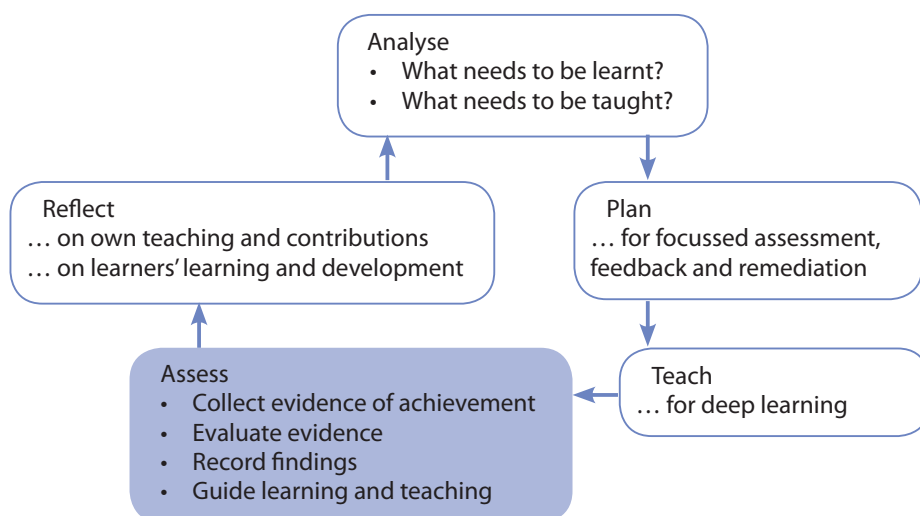 Analyse
• What needs to be learnt?
• What needs to be taught?
Reflect
… on own teaching and contributions
… on learners’ learning and development
Plan
… for focussed assessment,
feedback and remediation
Teach
… for deep learning
Assess
• Collect evidence of achievement
• Evaluate evidence
• Record findings
• Guide learning and teaching